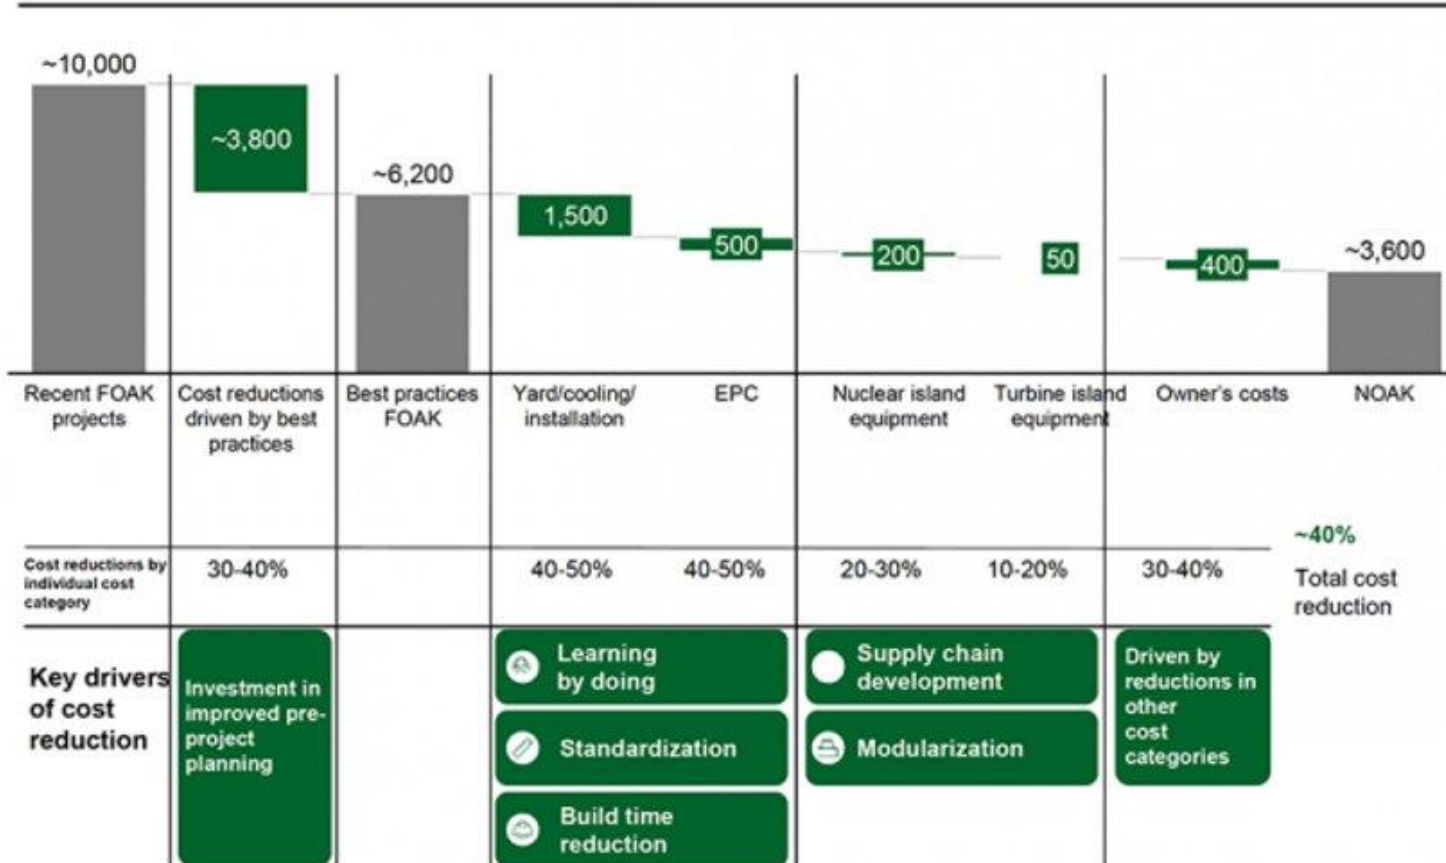 ~10,000
~3,800
~6,200
1,500
500
200
50
400
~3,600
Recent FOAK
projects
Cost reductions
driven by best
practices
Best practices
FOAK
Yard/cooling/
installation
EPC
Nuclear island
equipment
Turbine island
equipment
Owner's costs
NOAK
Cost reductions by
individual cost
category
30-40%
40-50%
40-50%
20-30%
10-20%
30-40%
~40%
Total cost
reduction
Key drivers
of cost
reduction
Investment in
improved pre-
project
planning
Learning
by doing
Standardization
Build time
reduction
Supply chain
development
Modularization
Driven by
reductions in
other
cost
categories